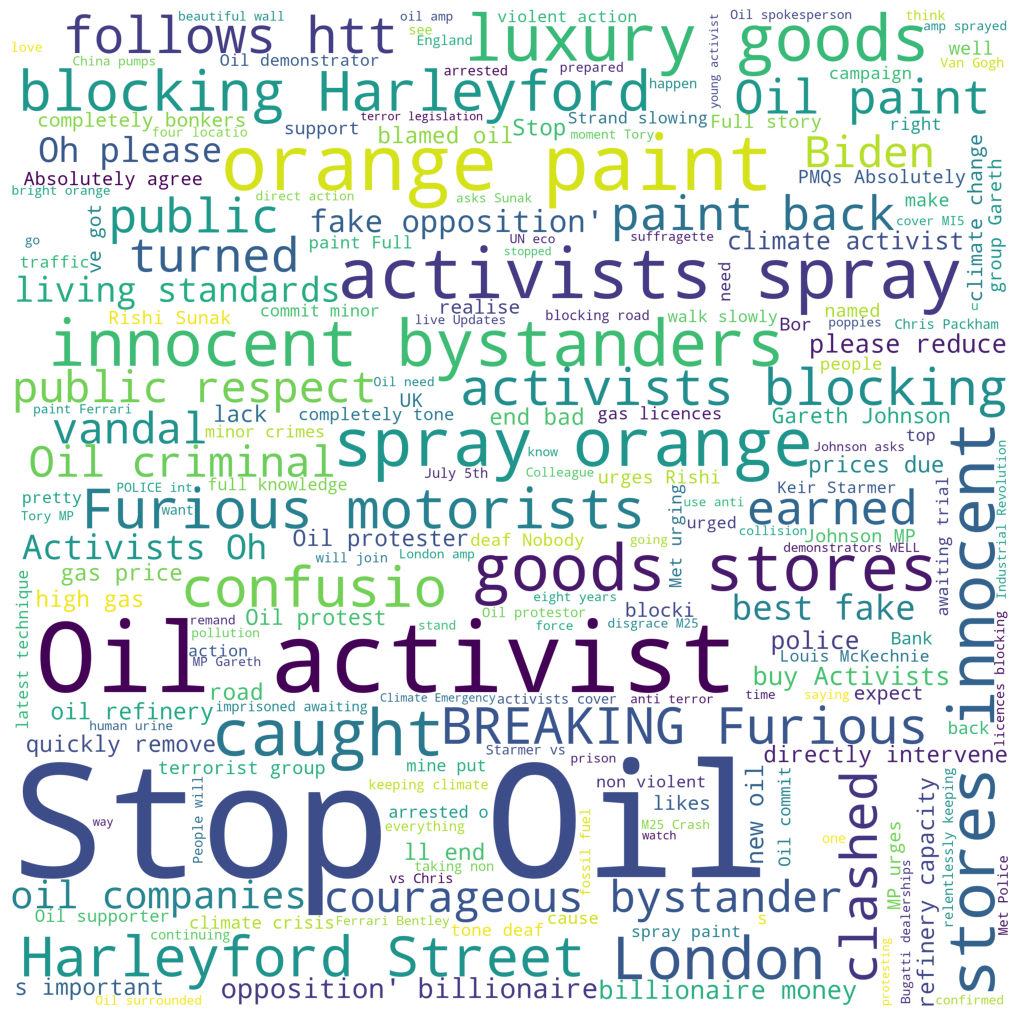 beautiful wall
oil amp
violent action
Oil spokesperson
think
amp sprayed
love
follows htt
see
England
luxury goods
well
Van Gogh
China pumps
Oil demonstrator
arrested
prepared
young activist
campaign
blocking Harleyford
happen
Oil paint
completely bonkers
four locatio
terror legislation
support
blamed oil
Stop
Strand slowing
moment Tory
Full story
right
Oh please
orange paint
Biden
climate change
group Gareth
Absolutely agree
PMQs Absolutely
bright orange
direct action
asks Sunak
make
cover MI5
public
fake opposition'
paint back
go
ve got
turned
paint Full
UN eco
stopped
suffragette
need
climate activist
traffic
activists spray
living standards
commit minor
realise
live Updates
blocking road
walk slowly
Rishi Sunak
poppies
named
Bor
Chris Packham
innocent bystanders
please reduce
people
public respect
Oil need
UK
activists blocking
paint Ferrari
lack
completely tone
end bad
gas licences
Gareth Johnson
vandal
minor crimes
spray orange
top
know
Johnson asks
Oil criminal
full knowledge
July 5th
Colleague
urges Rishi
prices due
innocent
Industrial Revolution
pretty
POLICE int
Tory MP
want
Furious motorists
Met urging
use anti
Keir Starmer
earned
awaiting trial
urged
collision
Johnson MP
Activists Oh
Oil protester
deaf Nobody
going
demonstrators WELL
will join
London amp
gas price
confusio
goods stores
latest technique
high gas
eight years
Oil protestor
blocki
disgrace M25
best fake
Oil protest
remand
stand
force
pollution
action
MP Gareth
Oil activist
police
Bank
Louis McKechnie
buy Activists
saying
road
Climate Emergency
activists cover
anti terror
time
expect
oil refinery
imprisoned awaiting
back
licences blocking
human urine
caught
BREAKING Furious
quickly remove
Starmer vs
prison
directly intervene
terrorist group
mine put
non violent
keeping climate
Stop Oil
People will
arrested o
likes
new oil
Oil commit
clashed
MP urges
refinery capacity
relentlessly keeping
stores
way
everything
M25 Crash
watch
fossil fuel
one
ll end
taking non
vs Chris
oil companies
courageous bystander
Met Police
Oil supporter
climate crisis
Ferrari Bentley
cause
s
tone deaf
spray paint
continuing
Harleyford Street
London
protesting
Bugatti dealerships
s important
opposition' billionaire
billionaire money
Oil surrounded
confirmed